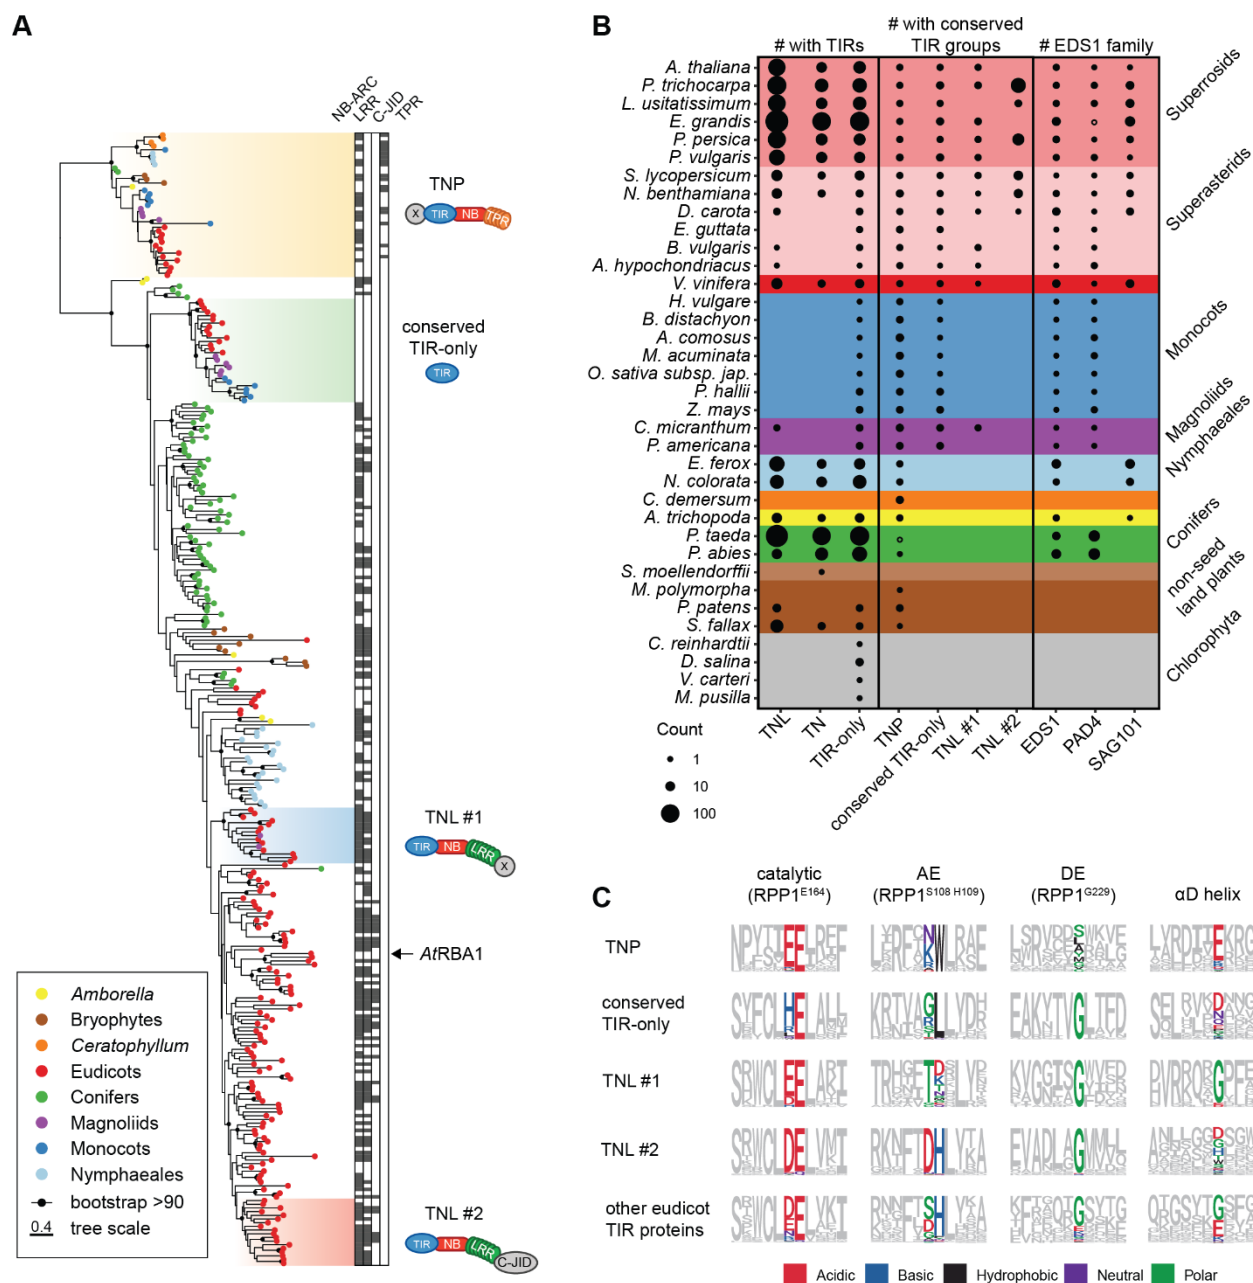 A
NB-ARC
LRR
C-JID
TPR
TNP
X TIR NB TPR
conserved
TIR-only
TIR
TNL #1
TIR NB LRR X
AtRBA1
TNL #2
TIR NB LRR C-JID
Amborella
Bryophytes
Ceratophyllum
Eudicots
Conifers
Magnoliids
Monocots
Nymphaeales
bootstrap >90
0.4 tree scale
B
# with TIRs
# with conserved
TIR groups
# EDS1 family
A. thaliana
P. trichocarpa
L. usitatissimum
E. grandis
P. persica
P. vulgaris
S. lycopersicum
N. benthamiana
D. carota
E. guttata
B. vulgaris
A. hypochondriacus
V. vinifera
H. vulgare
B. distachyon
A. comosus
M. acuminata
O. sativa subsp. jap.
P. hallii
Z. mays
C. micranthum
P. americana
E. ferox
N. colorata
C. demersum
A. trichopoda
P. taeda
P. abies
S. moellendorffii
M. polymorpha
P. patens
S. fallax
C. reinhardtii
D. salina
V. carteri
M. pusilla
Superrosids
Superasterids
Monocots
Magnoliids
Nymphaeales
Conifers
non-seed
land plants
Chlorophyta
TNL
TN
TIR-only
TNP
conserved TIR-only
TNL #1
TNL #2
EDS1
PAD4
SAG101
Count
1
10
100
C
catalytic
(RPP1E164)
AE
(RPP1S108 H109)
DE
(RPP1G229)
αD helix
TNP
conserved
TIR-only
TNL #1
TNL #2
other eudicot
TIR proteins
Acidic
Basic
Hydrophobic
Neutral
Polar